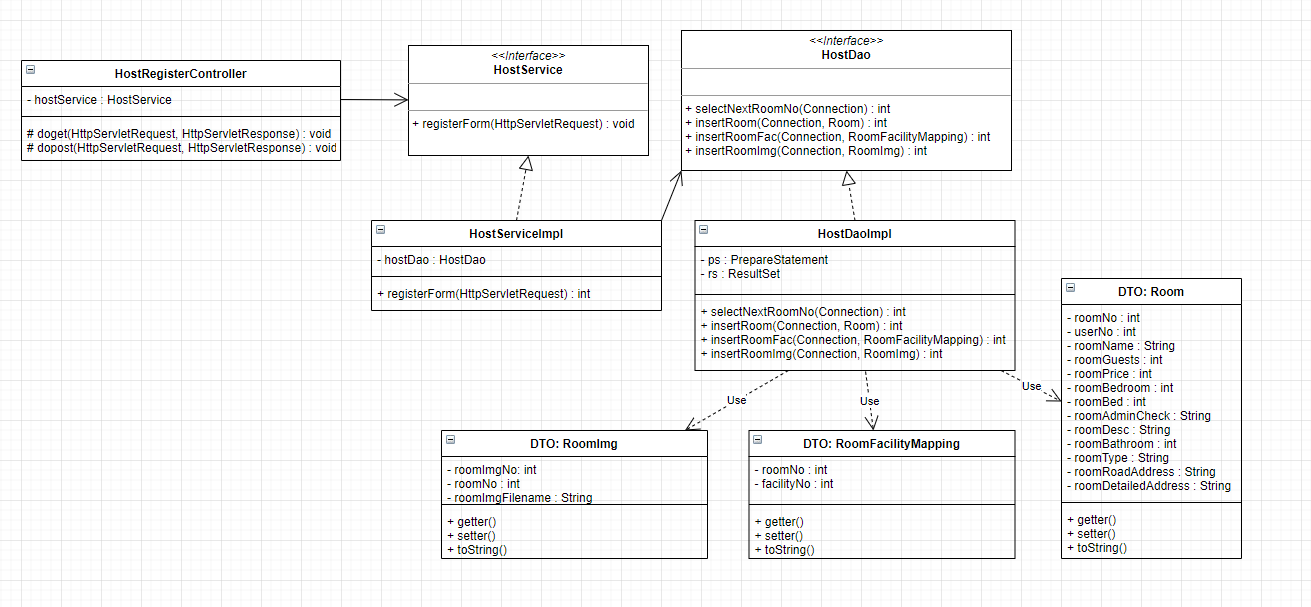 HostRegisterController
- hostService : HostService
# doget(HttpServletRequest, HttpServletResponse) : void
# dopost(HttpServletRequest, HttpServletResponse) : void
<<Interface>>
HostService
+ registerForm(HttpServletRequest) : void
<<Interface>>
HostDao
+ selectNextRoomNo(Connection) : int
+ insertRoom(Connection, Room) : int
+ insertRoomFac(Connection, RoomFacilityMapping) : int
+ insertRoomImg(Connection, RoomImg) : int
HostServiceImpl
- hostDao : HostDao
+ registerForm(HttpServletRequest) : int
HostDaoImpl
- ps : PrepareStatement
- rs : ResultSet
+ selectNextRoomNo(Connection) : int
+ insertRoom(Connection, Room) : int
+ insertRoomFac(Connection, RoomFacilityMapping) : int
+ insertRoomImg(Connection, RoomImg) : int
Use
Use
Use
DTO: RoomImg
- roomImgNo: int
- roomNo : int
- roomImgFilename : String
+ getter()
+ setter()
+ toString()
DTO: RoomFacilityMapping
- roomNo : int
- facilityNo : int
+ getter()
+ setter()
+ toString()
DTO: Room
- roomNo : int
- userNo : int
- roomName : String
- roomGuests : int
- roomPrice : int
- roomBedroom : int
- roomBed : int
- roomAdminCheck : String
- roomDesc : String
- roomBathroom : int
- roomType : String
- roomRoadAddress : String
- roomDetailedAddress : String
+ getter()
+ setter()
+ toString()